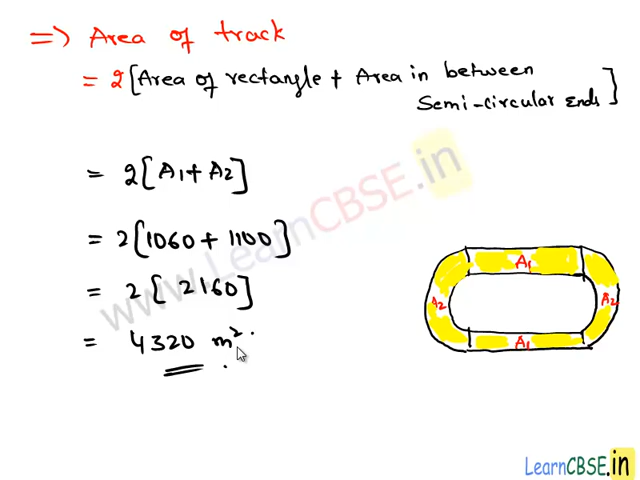 ⇒ Area of track
= 2[Area of rectangle + Area in between
Semi-circular ends]
= 2[A1 + A2]
= 2[1060 + 1100]
= 2[2160]
= 4320 m².
A1
A2
A2
A1
www.LearnCBSE.in
LearnCBSE.in